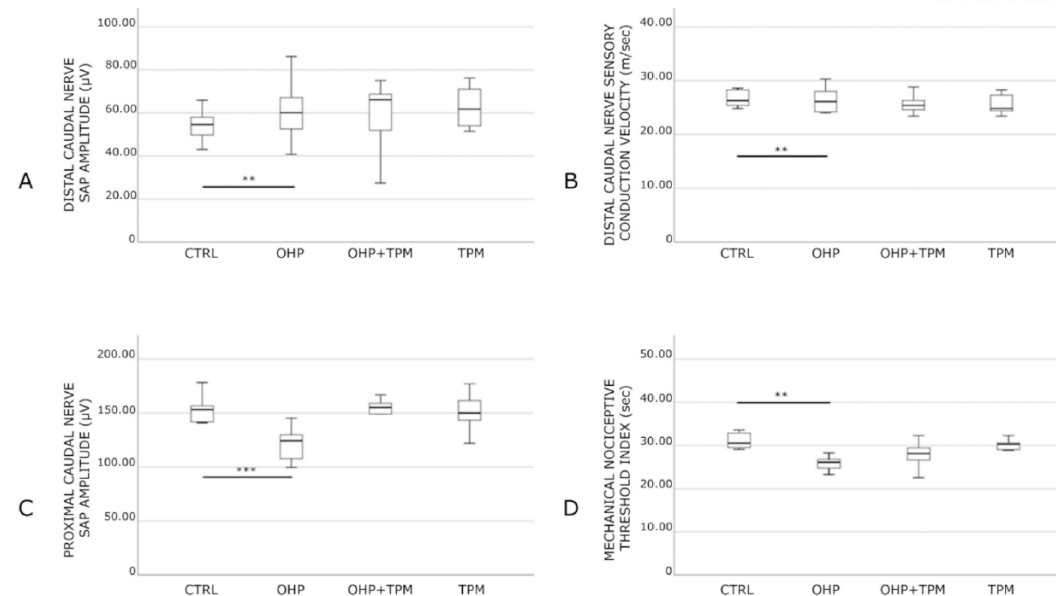 A
DISTAL CAUDAL NERVE
SAP AMPLITUDE (µV)
100.00
80.00
60.00
40.00
20.00
0
**
CTRL OHP OHP+TPM TPM
B
DISTAL CAUDAL NERVE SENSORY
CONDUCTION VELOCITY (m/sec)
40.00
30.00
20.00
10.00
0
**
CTRL OHP OHP+TPM TPM
C
PROXIMAL CAUDAL NERVE
SAP AMPLITUDE (µV)
200.00
150.00
100.00
50.00
0
***
CTRL OHP OHP+TPM TPM
D
MECHANICAL NOCICEPTIVE
THRESHOLD INDEX (sec)
50.00
40.00
30.00
20.00
10.00
0
**
CTRL OHP OHP+TPM TPM